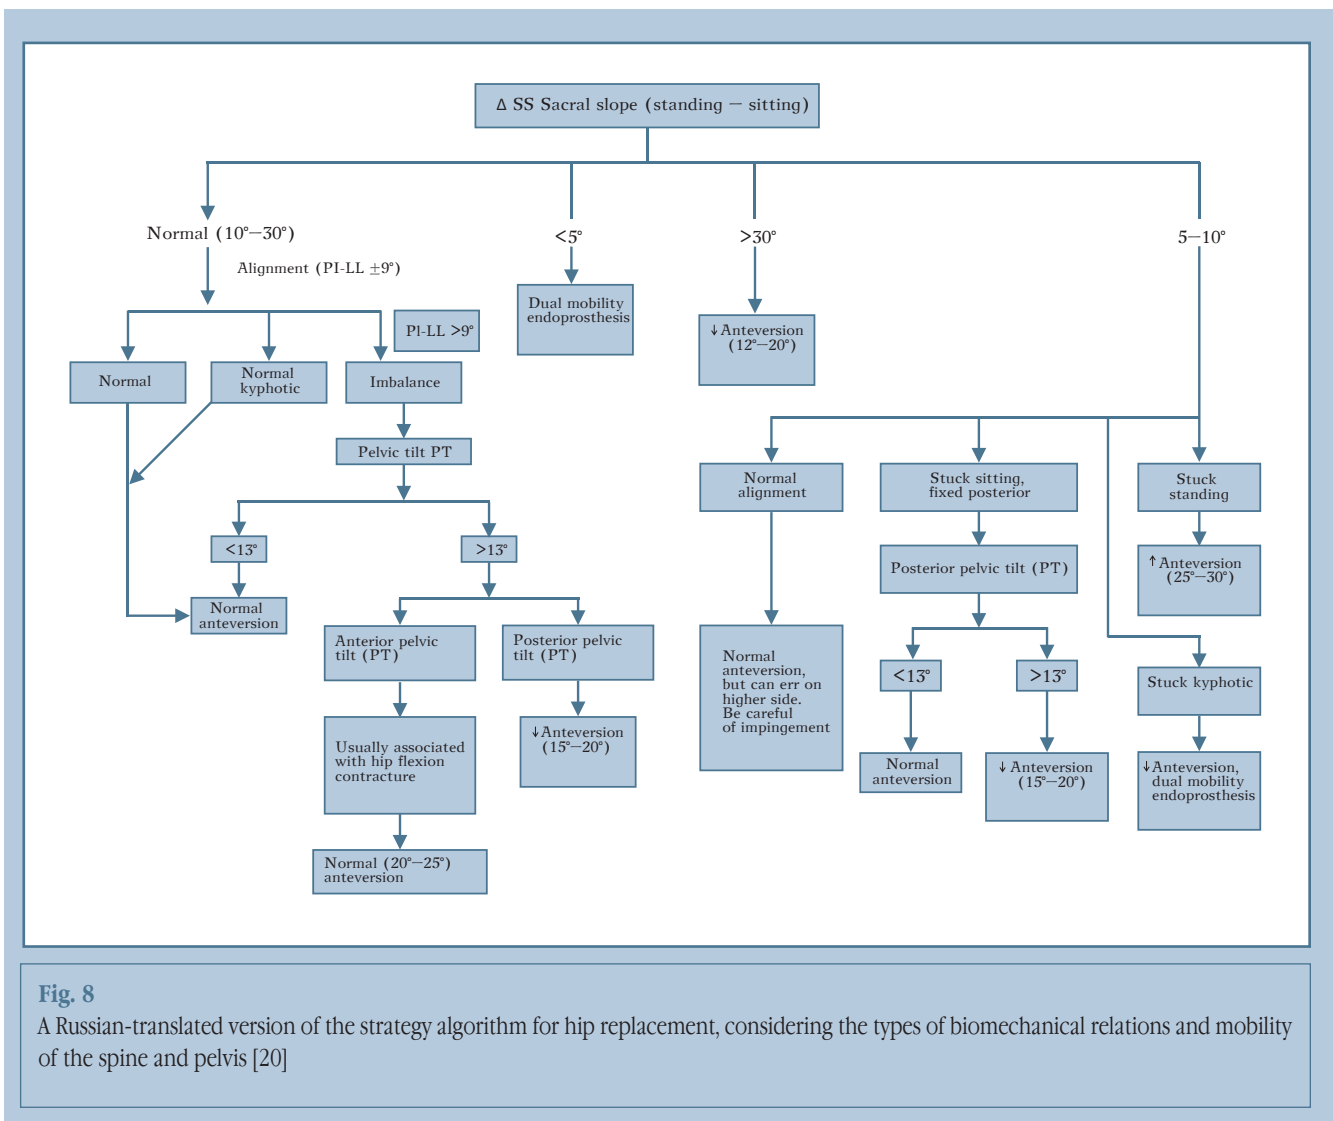 Δ SS Sacral slope (standing – sitting)
Normal (10°–30°)
<5°
>30°
5–10°
Alignment (PI-LL ±9°)
PI-LL >9°
Dual mobility
endoprosthesis
↓ Anteversion
(12°–20°)
Normal
Normal
kyphotic
Imbalance
Pelvic tilt PT
<13°
>13°
Normal
anteversion
Anterior pelvic
tilt (PT)
Posterior pelvic
tilt (PT)
Usually associated
with hip flexion
contracture
↓ Anteversion
(15°–20°)
Normal (20°–25°)
anteversion
Normal
alignment
Stuck sitting,
fixed posterior
Stuck
standing
Posterior pelvic tilt (PT)
↑ Anteversion
(25°–30°)
Normal
anteversion,
but can err on
higher side.
Be careful
of impingement
<13°
>13°
Stuck kyphotic
Normal
anteversion
↓ Anteversion
(15°–20°)
↓ Anteversion,
dual mobility
endoprosthesis
Fig. 8
A Russian-translated version of the strategy algorithm for hip replacement, considering the types of biomechanical relations and mobility
of the spine and pelvis [20]